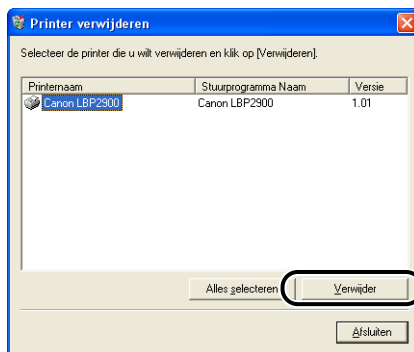 Printer verwijderen
Selecteer de printer die u wilt verwijderen en klik op [Verwijderen].
Printernaam Stuurprogramma Naam Versie
Canon LBP2900 Canon LBP2900 1.01
Alles selecteren Verwijder
Afsluiten